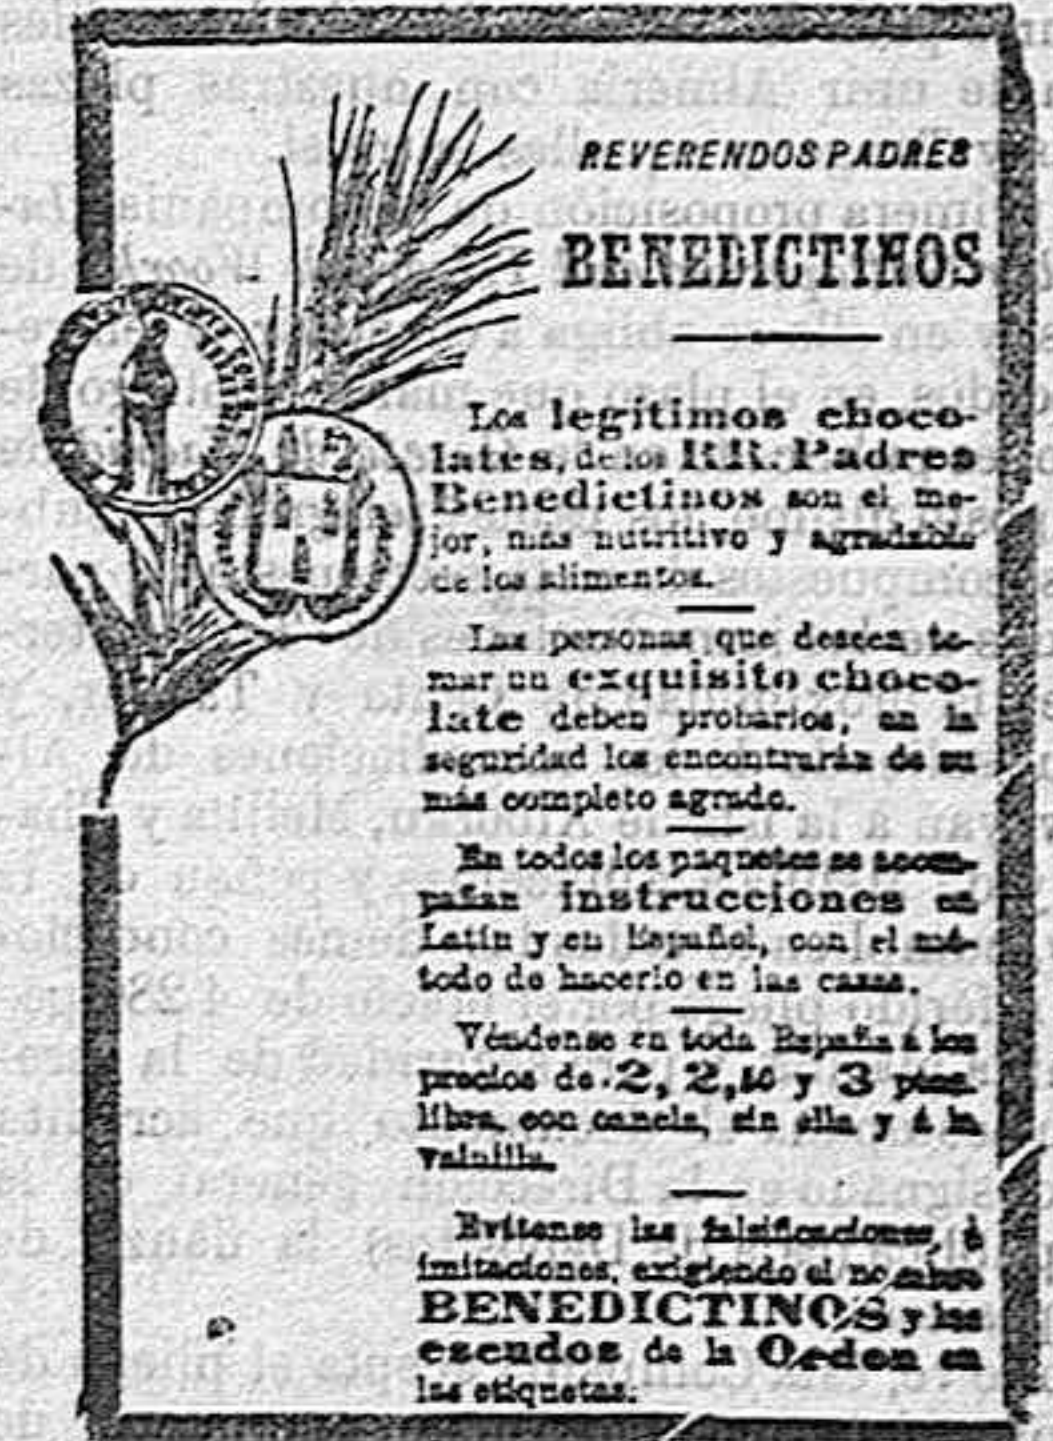 REVERENDOS PADRES
BENEDICTINOS
Los legítimos choco-
lates, de los RR. Padres
Benedictinos son el me-
jor, más nutritivo y agradable
de los alimentos.
Las personas que deseen to-
mar un exquisito choco-
late deben probarlos, en la
seguridad los encontrarán de su
más completo agrado.
En todos los paquetes se acom-
pañan instrucciones en
Latín y en Español, con el mé-
todo de hacerlo en las casas.
Véndense en toda España á los
precios de 2, 2,50 y 3 ptas.
libra, con canela, sin ella y á la
vainilla.
Evítense las falsificaciones, é
imitaciones, exigiendo el nombre
BENEDICTINOS y los
escudos de la Orden en
las etiquetas.